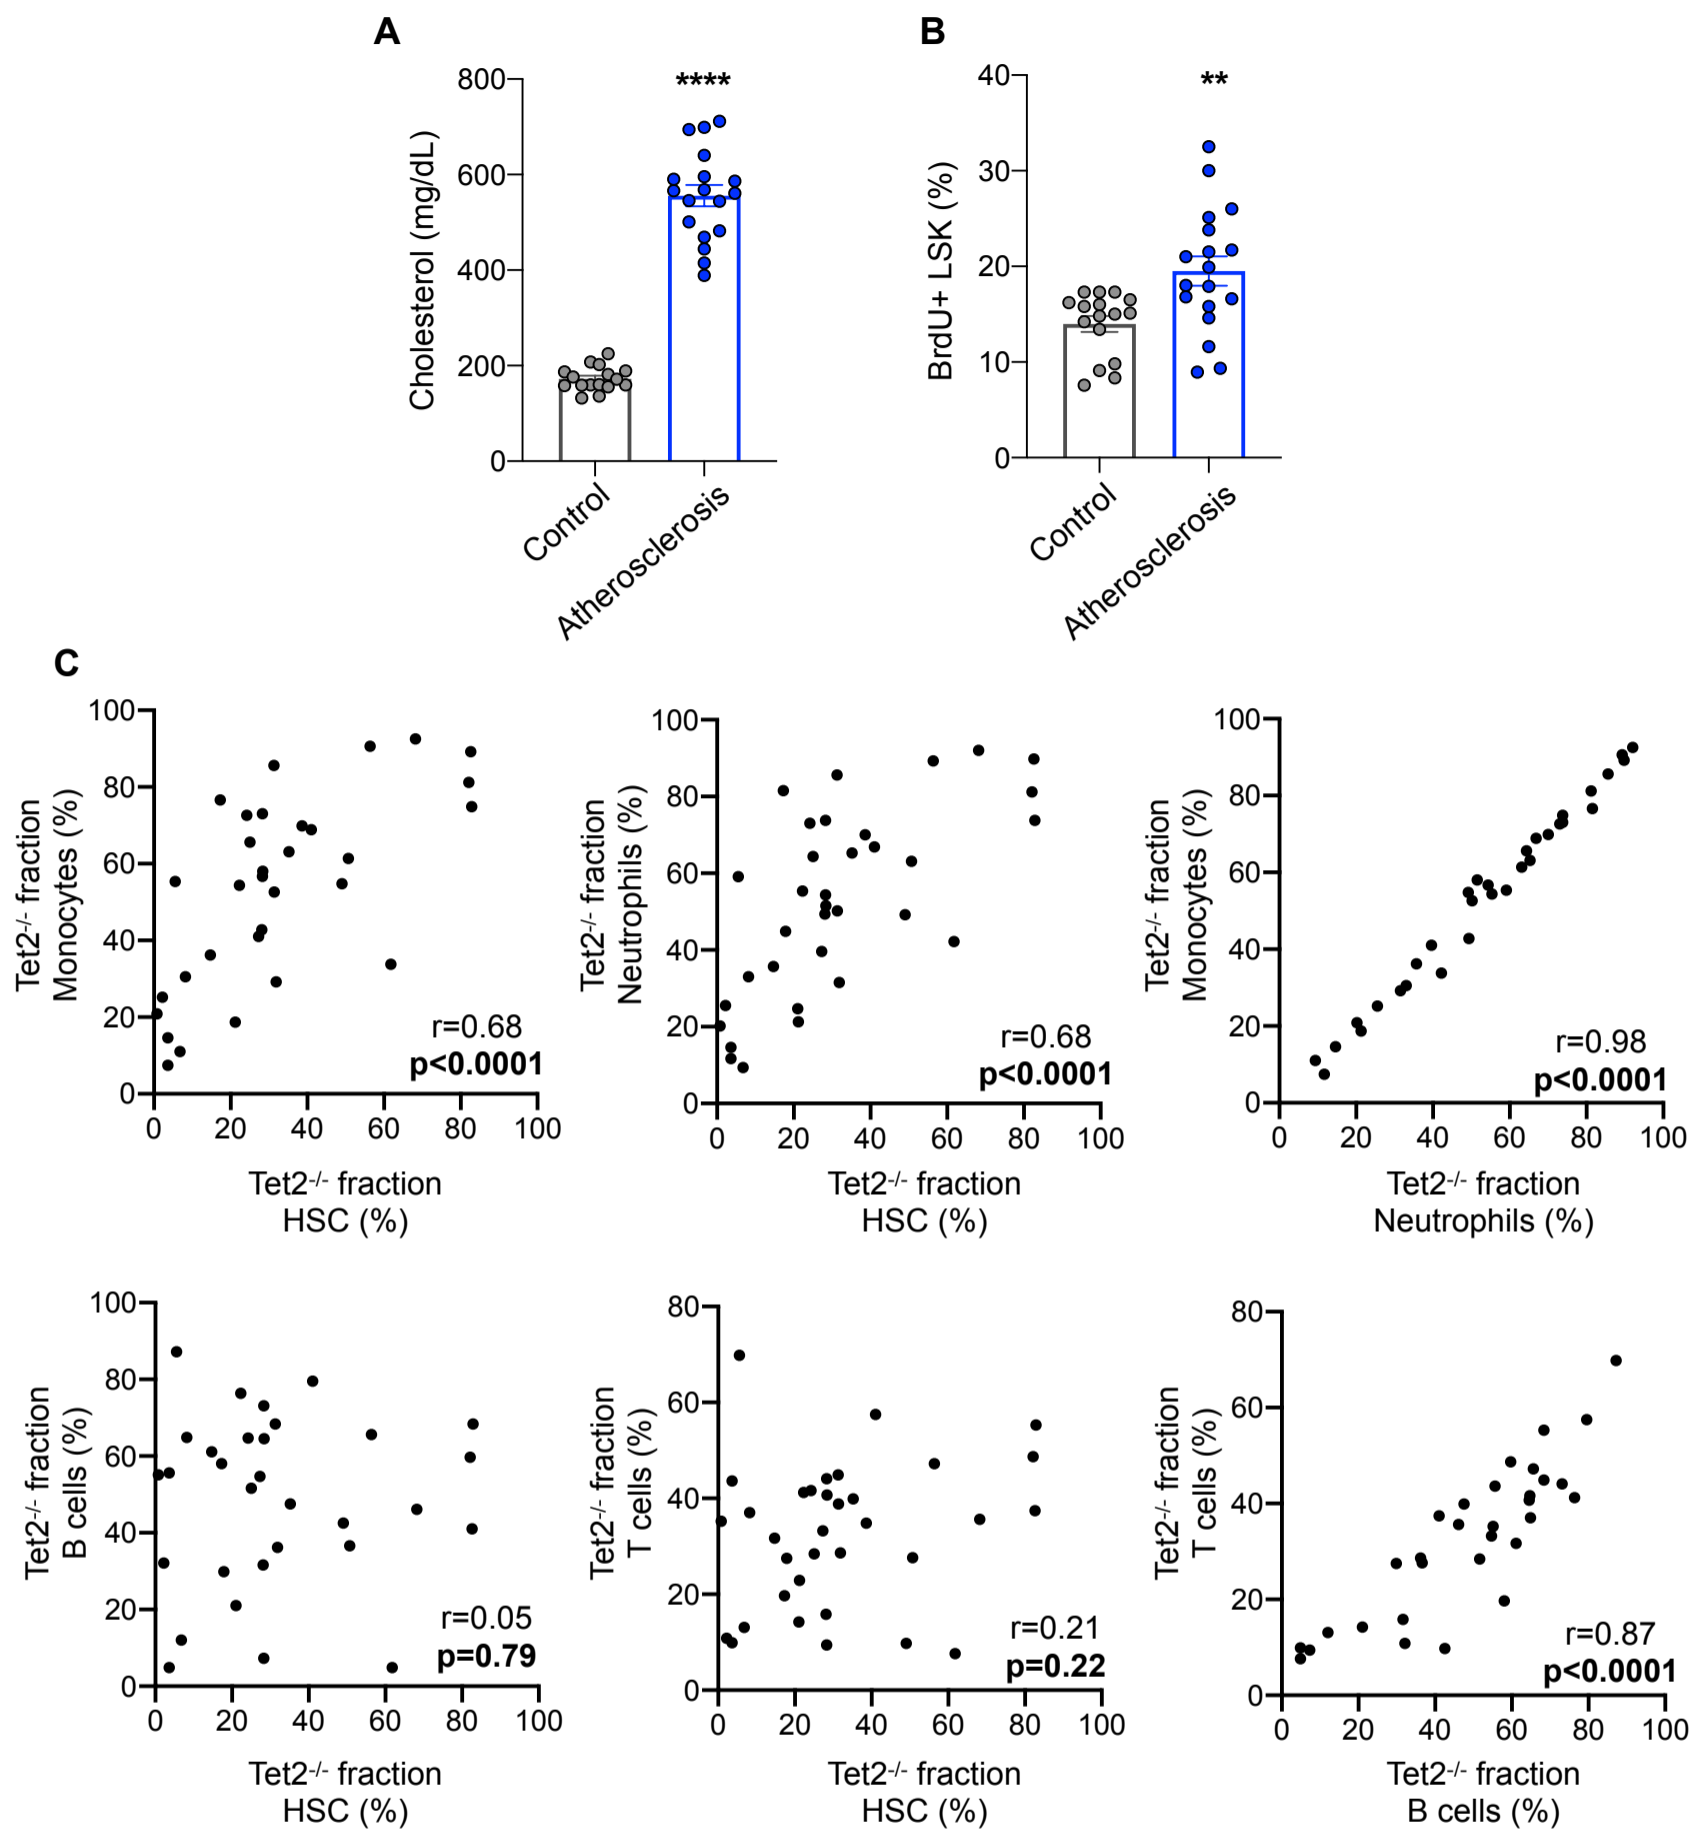 A
Cholesterol (mg/dL)
800
600
400
200
0
****
Control
Atherosclerosis
B
BrdU+ LSK (%)
40
30
20
10
0
**
Control
Atherosclerosis
C
Tet2-/- fraction
Monocytes (%)
100
80
60
40
20
0
r=0.68
p<0.0001
0 20 40 60 80 100
Tet2-/- fraction
HSC (%)
Tet2-/- fraction
Neutrophils (%)
100
80
60
40
20
0
r=0.68
p<0.0001
0 20 40 60 80 100
Tet2-/- fraction
HSC (%)
Tet2-/- fraction
Monocytes (%)
100
80
60
40
20
0
r=0.98
p<0.0001
0 20 40 60 80 100
Tet2-/- fraction
Neutrophils (%)
Tet2-/- fraction
B cells (%)
100
80
60
40
20
0
r=0.05
p=0.79
0 20 40 60 80 100
Tet2-/- fraction
HSC (%)
Tet2-/- fraction
T cells (%)
80
60
40
20
0
r=0.21
p=0.22
0 20 40 60 80 100
Tet2-/- fraction
HSC (%)
Tet2-/- fraction
T cells (%)
80
60
40
20
0
r=0.87
p<0.0001
0 20 40 60 80 100
Tet2-/- fraction
B cells (%)